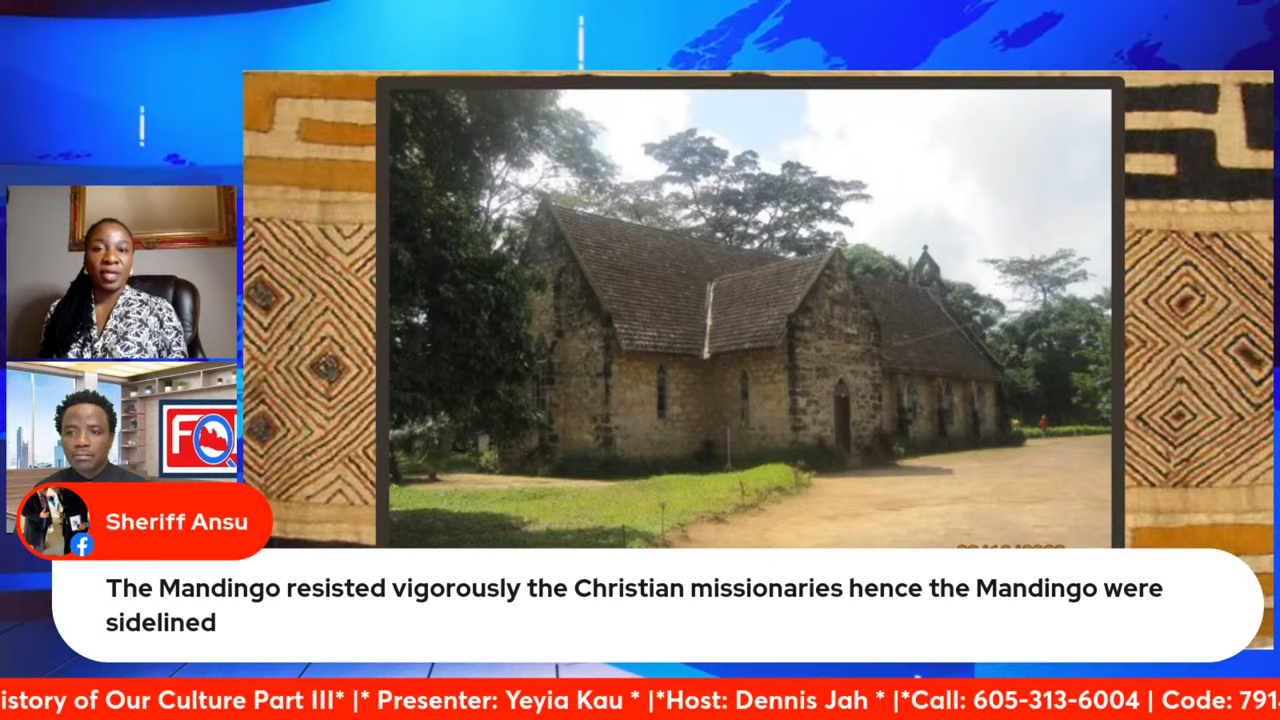 FQ
Sheriff Ansu
The Mandingo resisted vigorously the Christian missionaries hence the Mandingo were
sidelined
istory of Our Culture Part III* |* Presenter: Yeyia Kau * |*Host: Dennis Jah * |*Call: 605-313-6004 | Code: 791